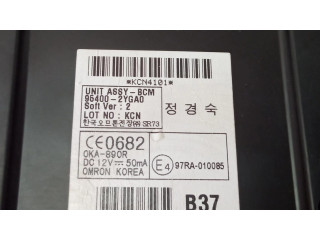 *KCN4101*
UNIT ASSY-BCM
95400-2YGA0
Soft Ver : 2
LOT NO : KCN
한국오므론전장㈜ SR73
정경숙
CE0682
OKA-890R
DC 12V 50mA
OMRON KOREA
E4 97RA-010085
B37